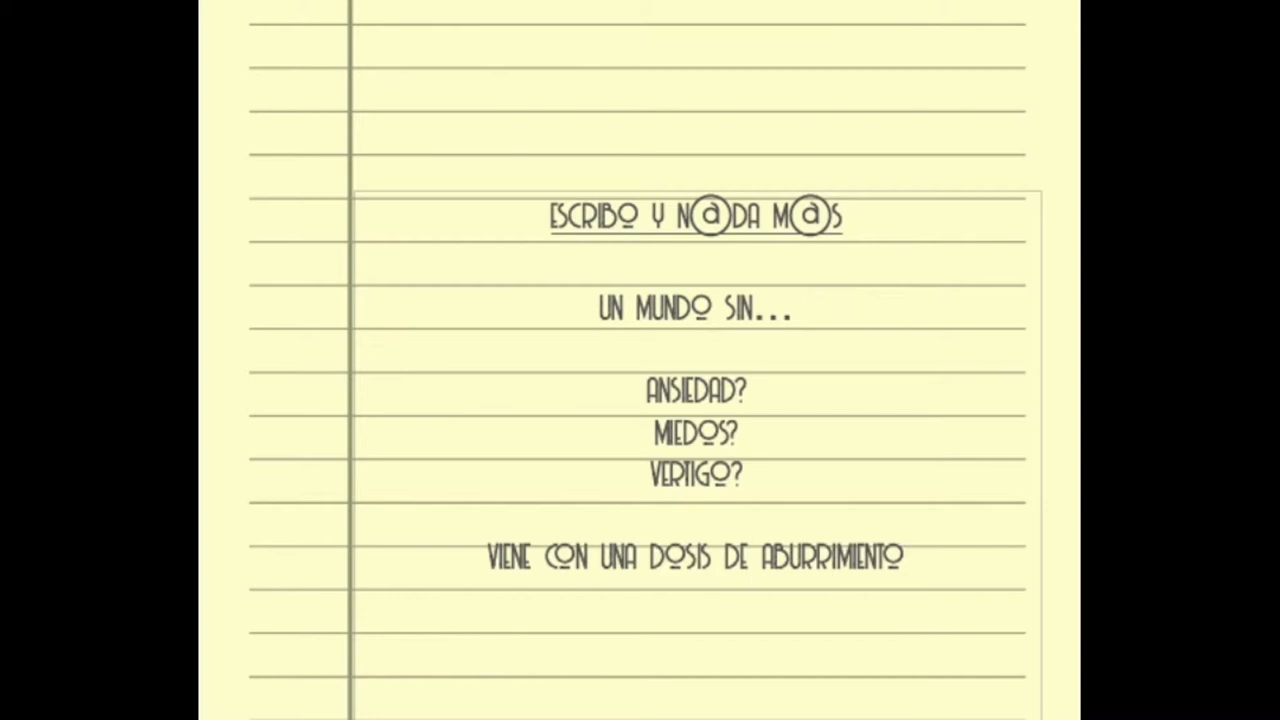 ESCRIBO Y N@DA M@S
UN MUNDO SIN...
ANSIEDAD?
MIEDOS?
VERTIGO?
VIENE CON UNA DOSIS DE ABURRIMIENTO